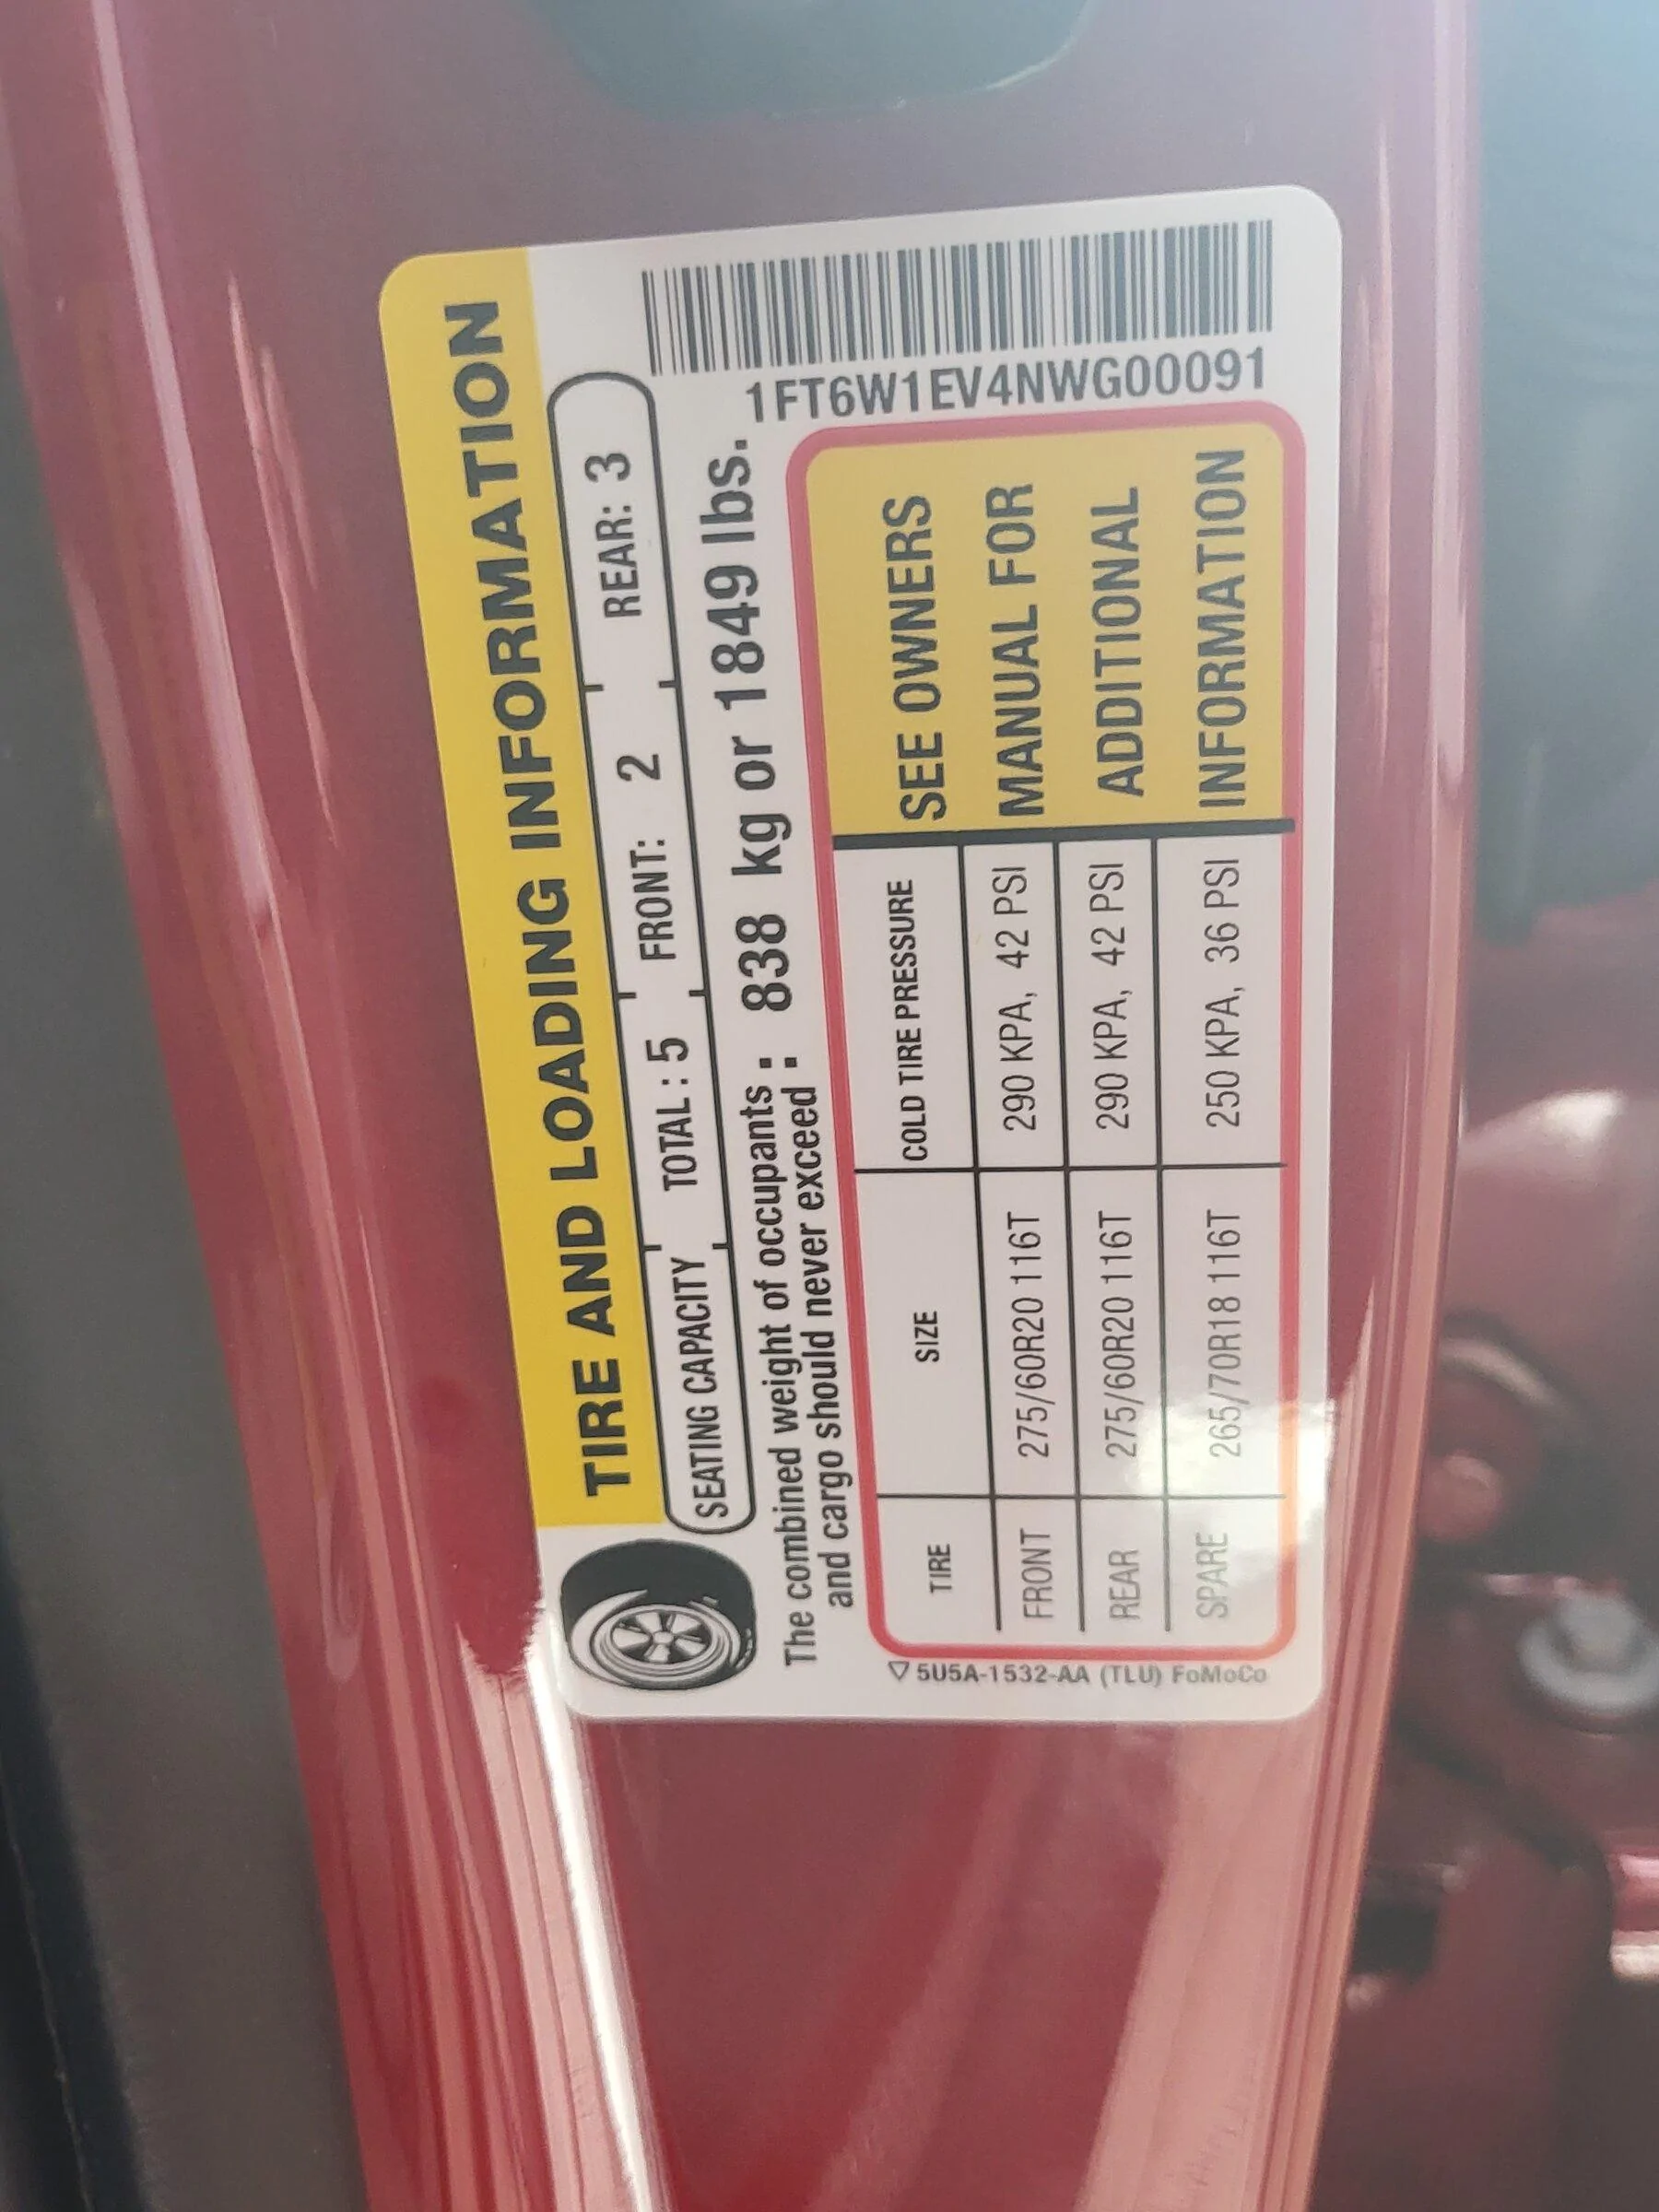 TIRE AND LOADING INFORMATION
SEATING CAPACITY TOTAL : 5 FRONT: 2 REAR: 3
The combined weight of occupants : 838 kg or 1849 lbs.
and cargo should never exceed :
1FT6W1EV4NWG00091
TIRE SIZE COLD TIRE PRESSURE
FRONT 275/60R20 116T 290 KPA, 42 PSI
REAR 275/60R20 116T 290 KPA, 42 PSI
SPARE 265/70R18 116T 250 KPA, 36 PSI
SEE OWNERS
MANUAL FOR
ADDITIONAL
INFORMATION
5U5A-1532-AA (TLU) FoMoCo